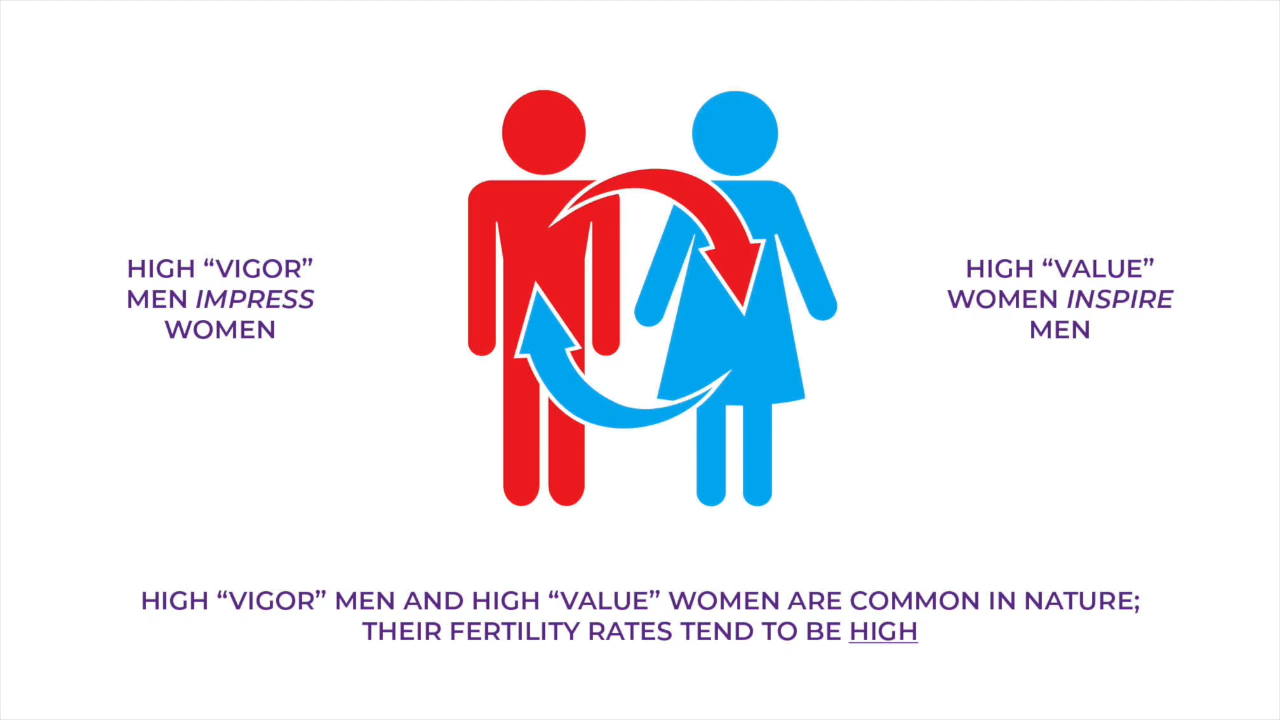 HIGH “VIGOR”
MEN IMPRESS
WOMEN
HIGH “VALUE”
WOMEN INSPIRE
MEN
HIGH “VIGOR” MEN AND HIGH “VALUE” WOMEN ARE COMMON IN NATURE;
THEIR FERTILITY RATES TEND TO BE HIGH